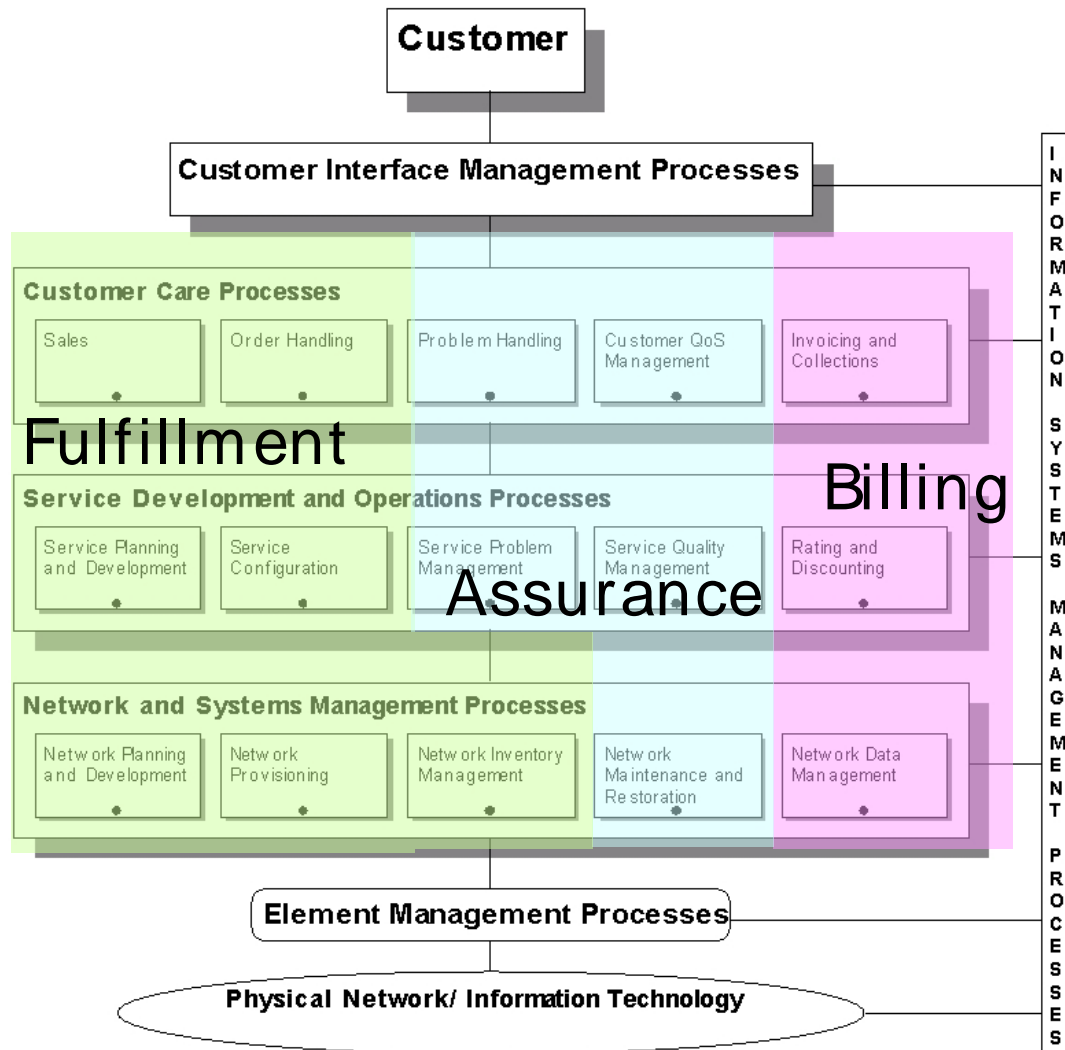 Customer
Customer Interface Management Processes
Customer Care Processes
Sales
Order Handling
Problem Handling
Customer QoS
Management
Invoicing and
Collections
Fulfillment
Billing
Service Development and Operations Processes
Service Planning
and Development
Service
Configuration
Service Problem
Management
Service Quality
Management
Rating and
Discounting
Assurance
Network and Systems Management Processes
Network Planning
and Development
Network
Provisioning
Network Inventory
Management
Network
Maintenance and
Restoration
Network Data
Management
Element Management Processes
Physical Network/ Information Technology
INFORMATION SYSTEMS MANAGEMENT PROCESSES